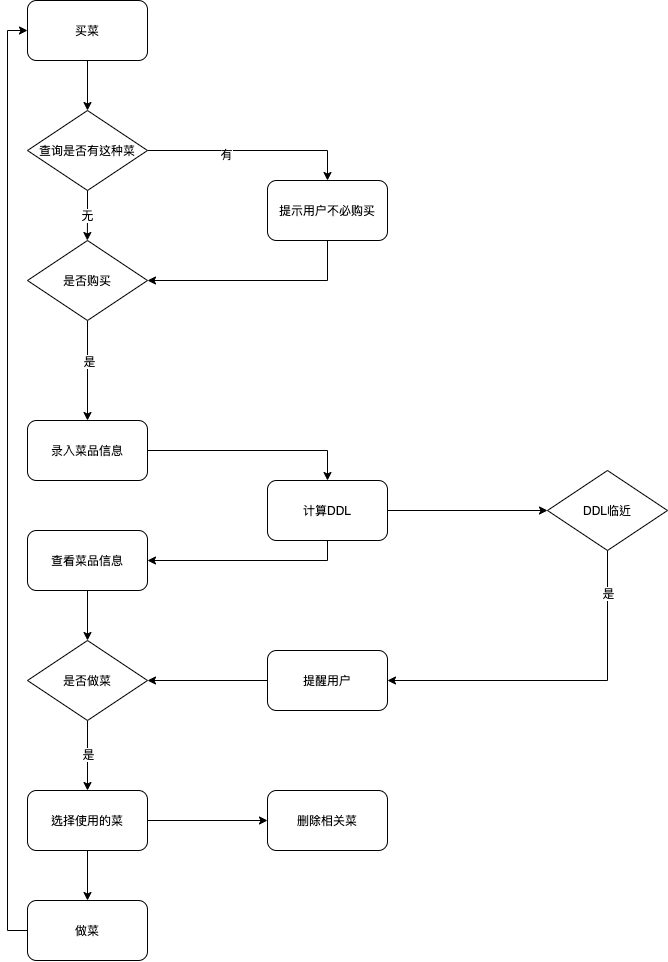 买菜
查询是否有这种菜
有
提示用户不必购买
无
是否购买
是
录入菜品信息
计算DDL
DDL临近
查看菜品信息
是
是否做菜
提醒用户
是
选择使用的菜
删除相关菜
做菜